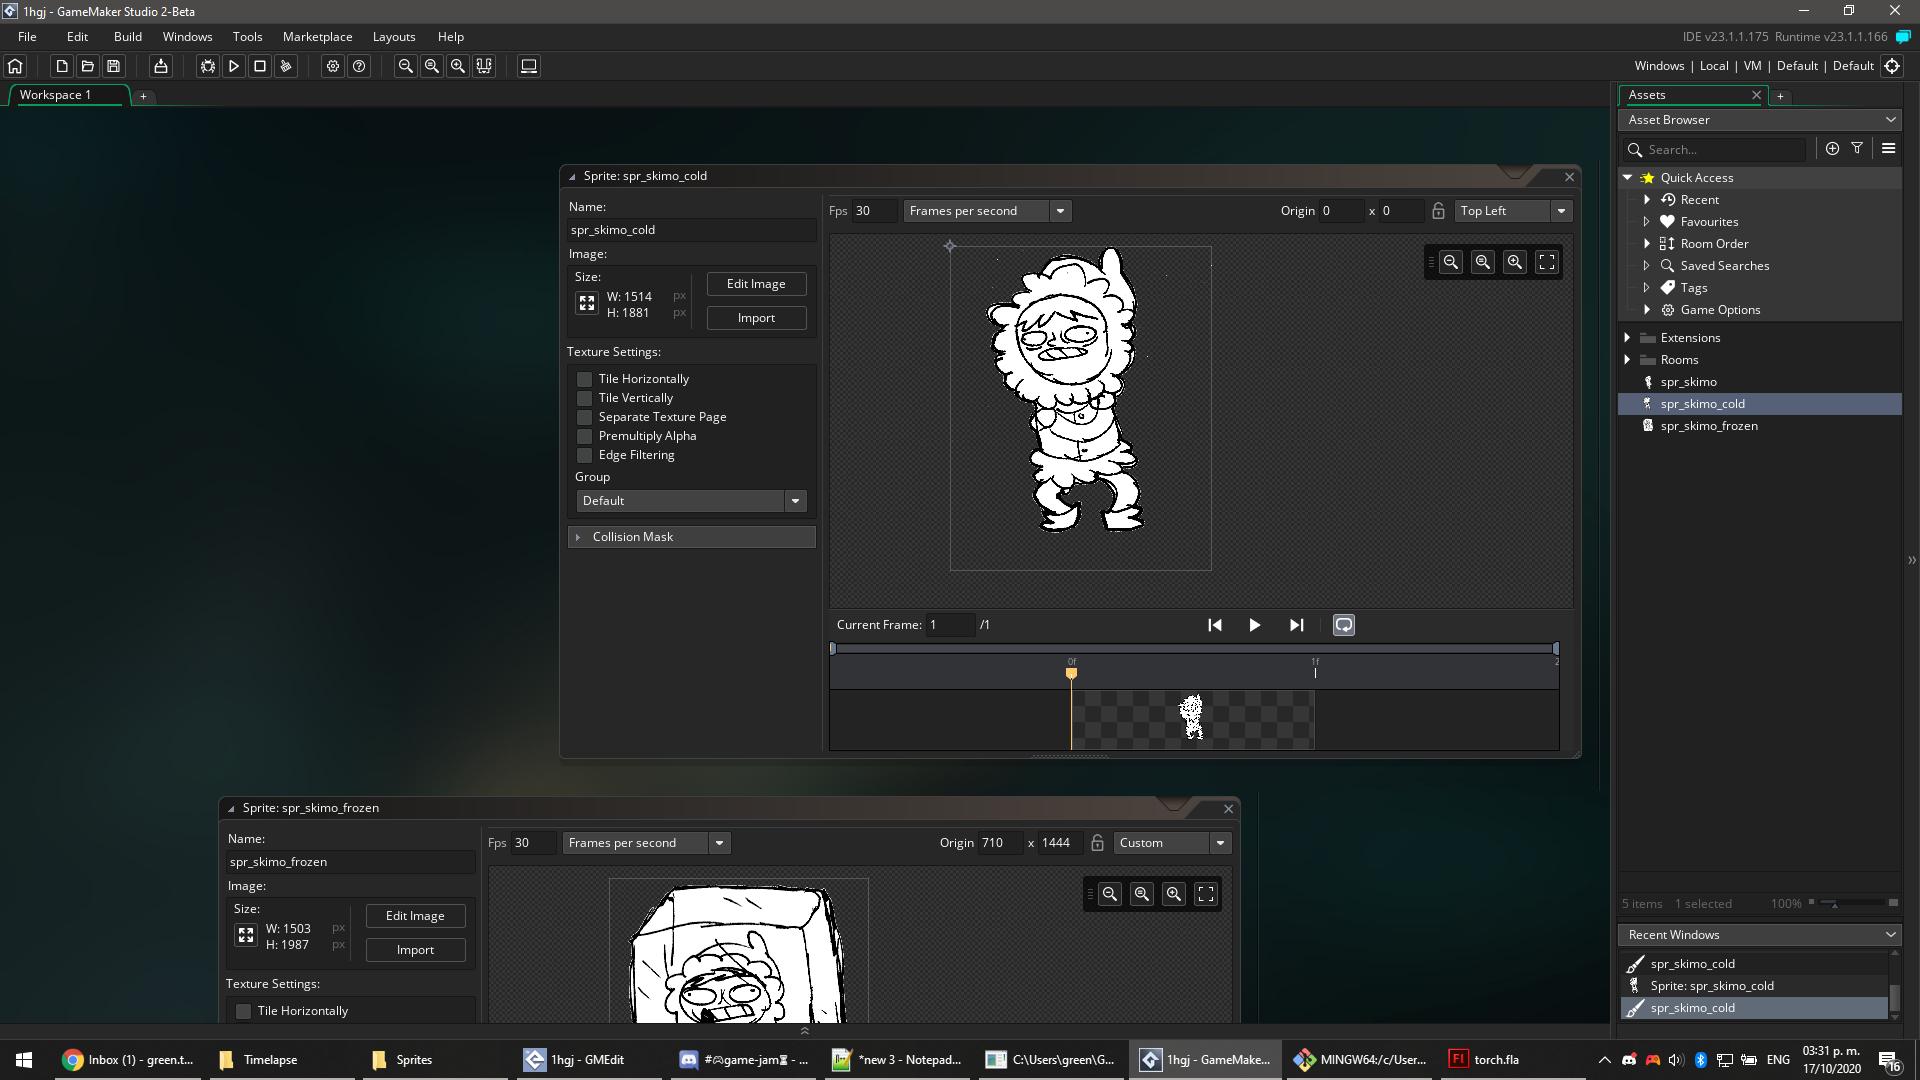 1hgj - GameMaker Studio 2-Beta
File Edit Build Windows Tools Marketplace Layouts Help
IDE v23.1.1.175 Runtime v23.1.1.166
Windows | Local | VM | Default | Default
Workspace 1 +
Assets
Asset Browser
Search...
Quick Access
Recent
Favourites
Room Order
Saved Searches
Tags
Game Options
Extensions
Rooms
spr_skimo
spr_skimo_cold
spr_skimo_frozen
5 items 1 selected 100%
Recent Windows
spr_skimo_cold
Sprite: spr_skimo_cold
spr_skimo_cold
Sprite: spr_skimo_cold
Name:
spr_skimo_cold
Image:
Size:
W: 1514 px
H: 1881 px
Edit Image
Import
Texture Settings:
Tile Horizontally
Tile Vertically
Separate Texture Page
Premultiply Alpha
Edge Filtering
Group
Default
Collision Mask
Fps 30 Frames per second
Origin 0 x 0 Top Left
Current Frame: 1 /1
0f 1f 2
Sprite: spr_skimo_frozen
Name:
spr_skimo_frozen
Image:
Size:
W: 1503 px
H: 1987 px
Edit Image
Import
Texture Settings:
Tile Horizontally
Fps 30 Frames per second
Origin 710 x 1444 Custom
Inbox (1) - green.t...
Timelapse
Sprites
1hgj - GMEdit
#🎮game-jam⏳ - ...
*new 3 - Notepad...
C:\Users\green\G...
1hgj - GameMake...
MINGW64:/c/User...
Fl torch.fla
ENG
03:31 p. m.
17/10/2020
16